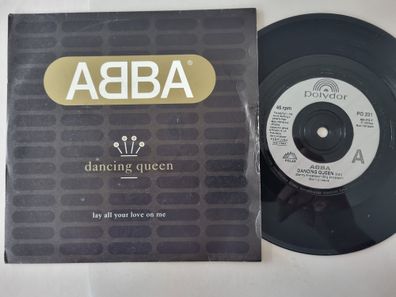 ABBA
dancing queen
lay all your love on me
polydor
45 rpm
PO 231
A
ABBA
DANCING QUEEN